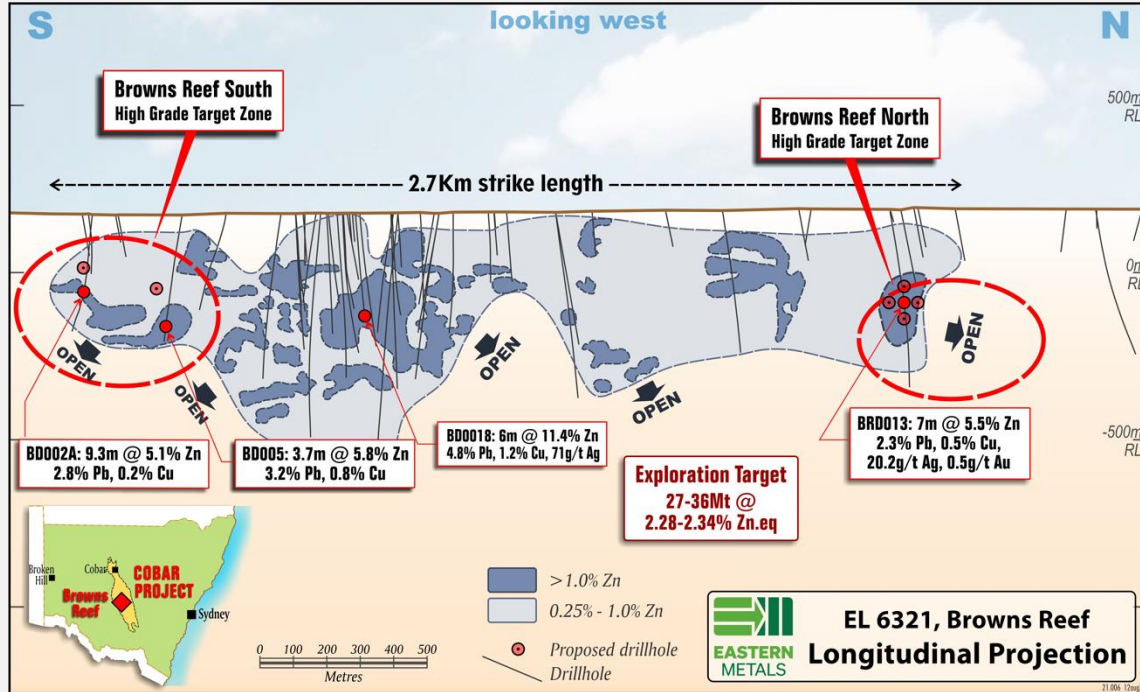 S
looking west
N
Browns Reef South
High Grade Target Zone
Browns Reef North
High Grade Target Zone
500m
RL
2.7Km strike length
0m
RL
OPEN
OPEN
OPEN
OPEN
OPEN
-500m
RL
BD002A: 9.3m @ 5.1% Zn
2.8% Pb, 0.2% Cu
BD005: 3.7m @ 5.8% Zn
3.2% Pb, 0.8% Cu
BD0018: 6m @ 11.4% Zn
4.8% Pb, 1.2% Cu, 71g/t Ag
BRD013: 7m @ 5.5% Zn
2.3% Pb, 0.5% Cu,
20.2g/t Ag, 0.5g/t Au
Exploration Target
27-36Mt @
2.28-2.34% Zn.eq
Broken
Hill
Cobar
COBAR
PROJECT
Browns
Reef
Sydney
>1.0% Zn
0.25% - 1.0% Zn
Proposed drillhole
Drillhole
0 100 200 300 400 500
Metres
EASTERN
METALS
EL 6321, Browns Reef
Longitudinal Projection